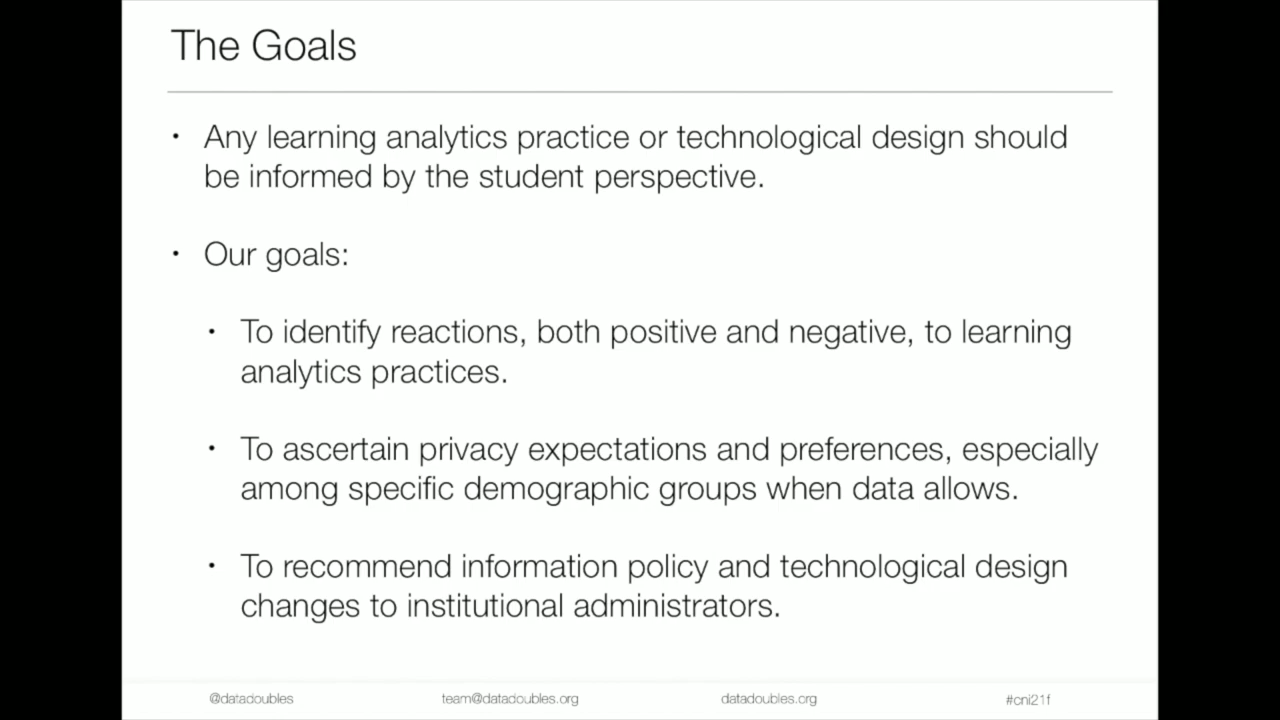 The Goals
• Any learning analytics practice or technological design should
be informed by the student perspective.
• Our goals:
• To identify reactions, both positive and negative, to learning
analytics practices.
• To ascertain privacy expectations and preferences, especially
among specific demographic groups when data allows.
• To recommend information policy and technological design
changes to institutional administrators.
@datadoubles team@datadoubles.org datadoubles.org #cni21f